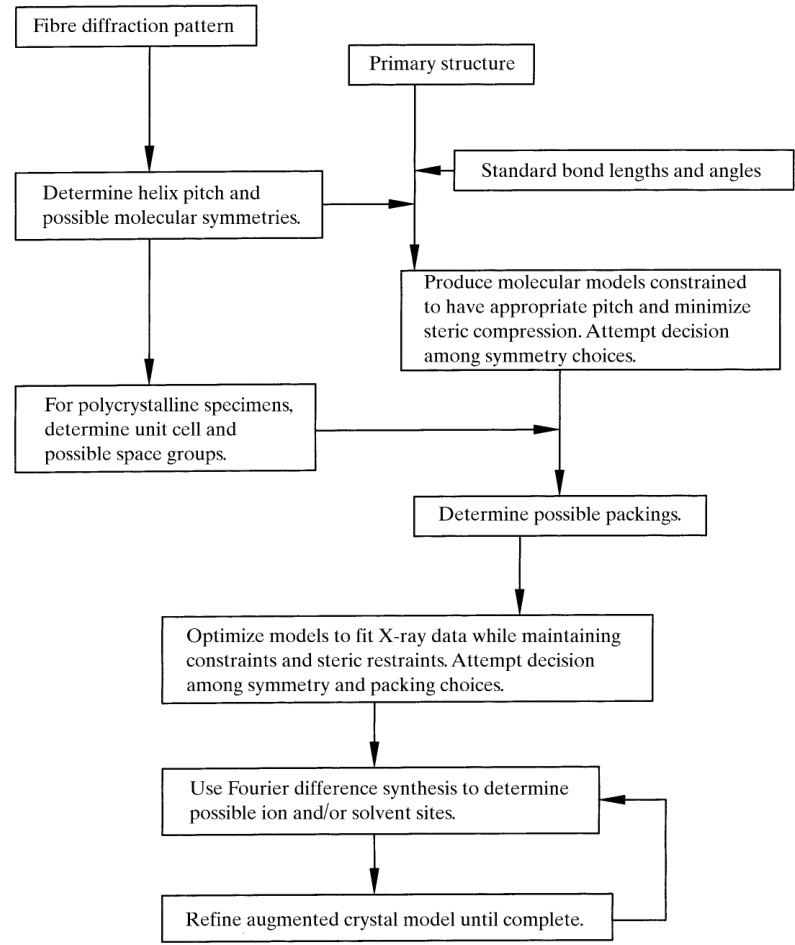 Fibre diffraction pattern
Primary structure
Standard bond lengths and angles
Determine helix pitch and
possible molecular symmetries.
Produce molecular models constrained
to have appropriate pitch and minimize
steric compression. Attempt decision
among symmetry choices.
For polycrystalline specimens,
determine unit cell and
possible space groups.
Determine possible packings.
Optimize models to fit X-ray data while maintaining
constraints and steric restraints. Attempt decision
among symmetry and packing choices.
Use Fourier difference synthesis to determine
possible ion and/or solvent sites.
Refine augmented crystal model until complete.